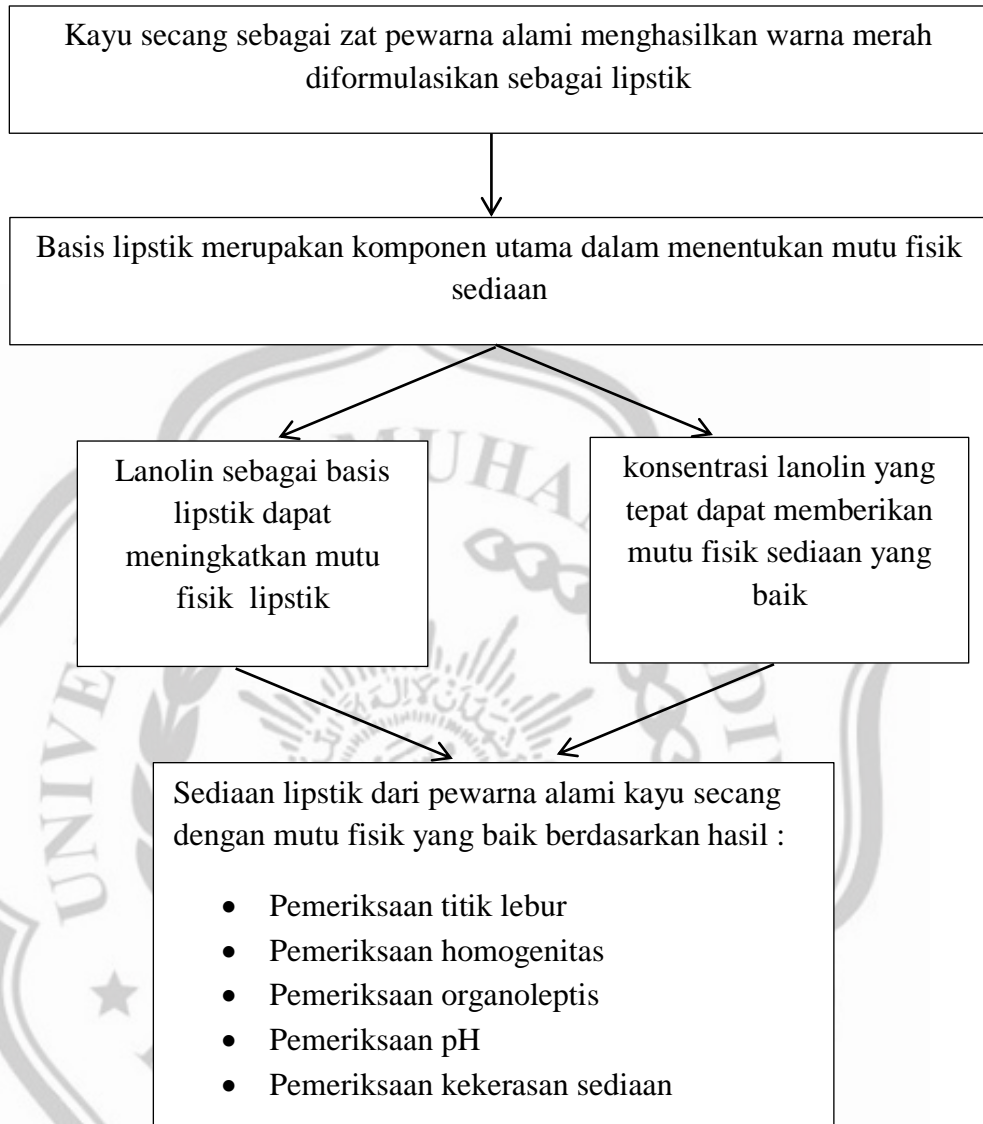 Kayu secang sebagai zat pewarna alami menghasilkan warna merah
diformulasikan sebagai lipstik
Basis lipstik merupakan komponen utama dalam menentukan mutu fisik
sediaan
Lanolin sebagai basis
lipstik dapat
meningkatkan mutu
fisik lipstik
konsentrasi lanolin yang
tepat dapat memberikan
mutu fisik sediaan yang
baik
Sediaan lipstik dari pewarna alami kayu secang
dengan mutu fisik yang baik berdasarkan hasil :
• Pemeriksaan titik lebur
• Pemeriksaan homogenitas
• Pemeriksaan organoleptis
• Pemeriksaan pH
• Pemeriksaan kekerasan sediaan